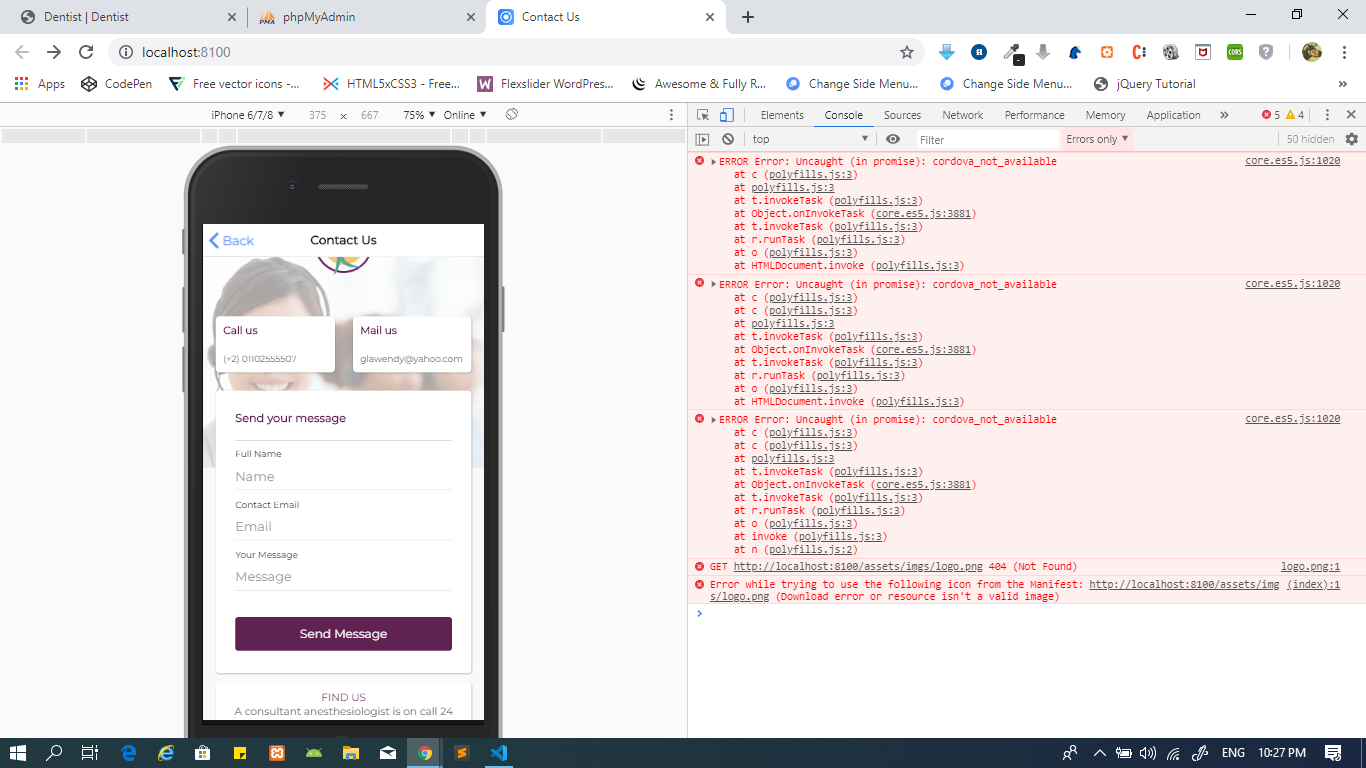 Dentist | Dentist
phpMyAdmin
Contact Us
localhost:8100
Apps
CodePen
Free vector icons -...
HTML5xCSS3 - Free...
Flexslider WordPres...
Awesome & Fully R...
Change Side Menu...
Change Side Menu...
jQuery Tutorial
»
iPhone 6/7/8 ▼ 375 × 667 75% ▼ Online ▼
Elements Console Sources Network Performance Memory Application » 5 4
top ▼ Filter Errors only ▼ 50 hidden
Back
Contact Us
Call us
(+2) 01102555507
Mail us
glawendy@yahoo.com
Send your message
Full Name
Name
Contact Email
Email
Your Message
Message
Send Message
FIND US
A consultant anesthesiologist is on call 24
ERROR Error: Uncaught (in promise): cordova_not_available core.es5.js:1020
at c (polyfills.js:3)
at polyfills.js:3
at t.invokeTask (polyfills.js:3)
at Object.onInvokeTask (core.es5.js:3881)
at t.invokeTask (polyfills.js:3)
at r.runTask (polyfills.js:3)
at o (polyfills.js:3)
at HTMLDocument.invoke (polyfills.js:3)
ERROR Error: Uncaught (in promise): cordova_not_available core.es5.js:1020
at c (polyfills.js:3)
at c (polyfills.js:3)
at polyfills.js:3
at t.invokeTask (polyfills.js:3)
at Object.onInvokeTask (core.es5.js:3881)
at t.invokeTask (polyfills.js:3)
at r.runTask (polyfills.js:3)
at o (polyfills.js:3)
at HTMLDocument.invoke (polyfills.js:3)
ERROR Error: Uncaught (in promise): cordova_not_available core.es5.js:1020
at c (polyfills.js:3)
at c (polyfills.js:3)
at polyfills.js:3
at t.invokeTask (polyfills.js:3)
at Object.onInvokeTask (core.es5.js:3881)
at t.invokeTask (polyfills.js:3)
at r.runTask (polyfills.js:3)
at o (polyfills.js:3)
at invoke (polyfills.js:3)
at n (polyfills.js:2)
GET http://localhost:8100/assets/imgs/logo.png 404 (Not Found) logo.png:1
Error while trying to use the following icon from the Manifest: http://localhost:8100/assets/img (index):1
s/logo.png (Download error or resource isn't a valid image)
ENG 10:27 PM